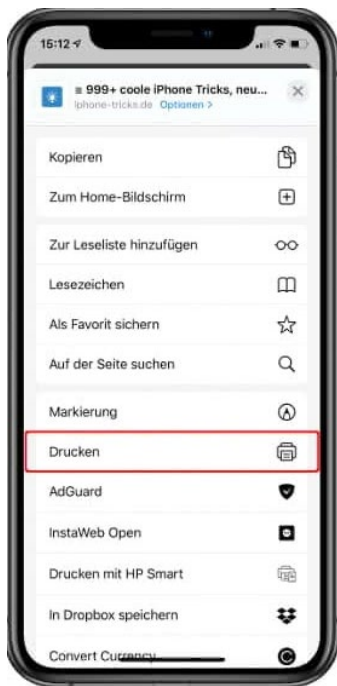 15:12
≡ 999+ coole iPhone Tricks, neu...
iphone-tricks.de Optionen >
Kopieren
Zum Home-Bildschirm
Zur Leseliste hinzufügen
Lesezeichen
Als Favorit sichern
Auf der Seite suchen
Markierung
Drucken
AdGuard
InstaWeb Open
Drucken mit HP Smart
In Dropbox speichern
Convert Currency